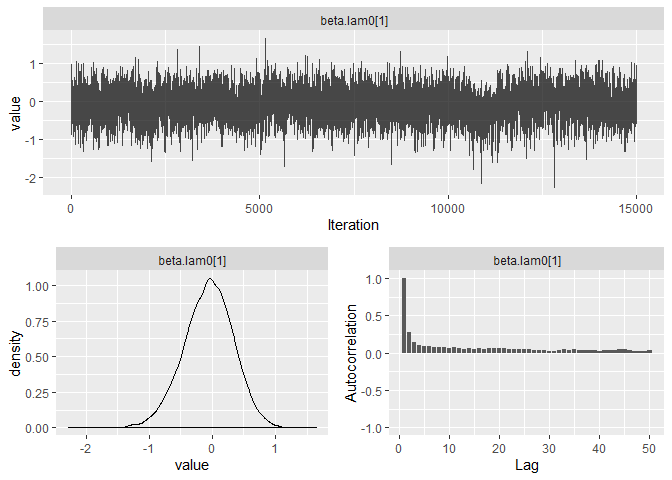 beta.lam0[1]
1
0
-1
-2
value
0 5000 10000 15000
Iteration
beta.lam0[1]
1.00
0.75
0.50
0.25
0.00
density
-2 -1 0 1
value
beta.lam0[1]
1.0
0.5
0.0
-0.5
-1.0
Autocorrelation
0 10 20 30 40 50
Lag